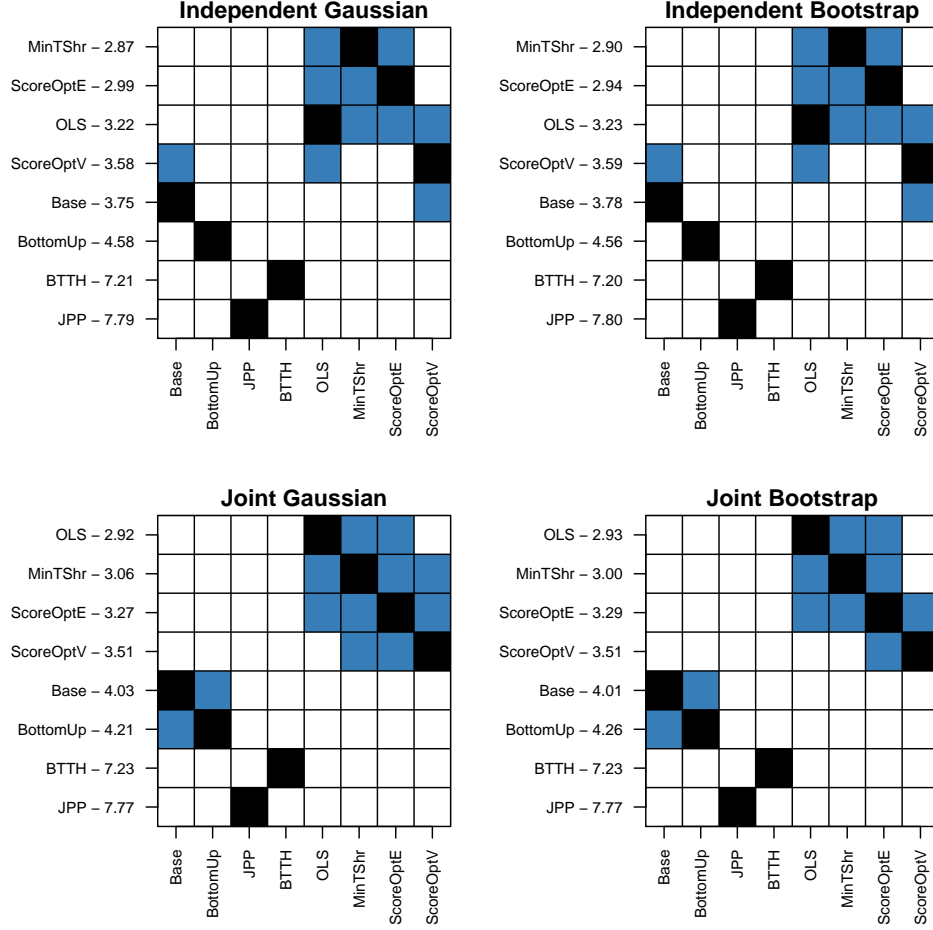 Independent Gaussian
MinTShr − 2.87
ScoreOptE − 2.99
OLS − 3.22
ScoreOptV − 3.58
Base − 3.75
BottomUp − 4.58
BTTH − 7.21
JPP − 7.79
Base
BottomUp
JPP
BTTH
OLS
MinTShr
ScoreOptE
ScoreOptV
Independent Bootstrap
MinTShr − 2.90
ScoreOptE − 2.94
OLS − 3.23
ScoreOptV − 3.59
Base − 3.78
BottomUp − 4.56
BTTH − 7.20
JPP − 7.80
Base
BottomUp
JPP
BTTH
OLS
MinTShr
ScoreOptE
ScoreOptV
Joint Gaussian
OLS − 2.92
MinTShr − 3.06
ScoreOptE − 3.27
ScoreOptV − 3.51
Base − 4.03
BottomUp − 4.21
BTTH − 7.23
JPP − 7.77
Base
BottomUp
JPP
BTTH
OLS
MinTShr
ScoreOptE
ScoreOptV
Joint Bootstrap
OLS − 2.93
MinTShr − 3.00
ScoreOptE − 3.29
ScoreOptV − 3.51
Base − 4.01
BottomUp − 4.26
BTTH − 7.23
JPP − 7.77
Base
BottomUp
JPP
BTTH
OLS
MinTShr
ScoreOptE
ScoreOptV